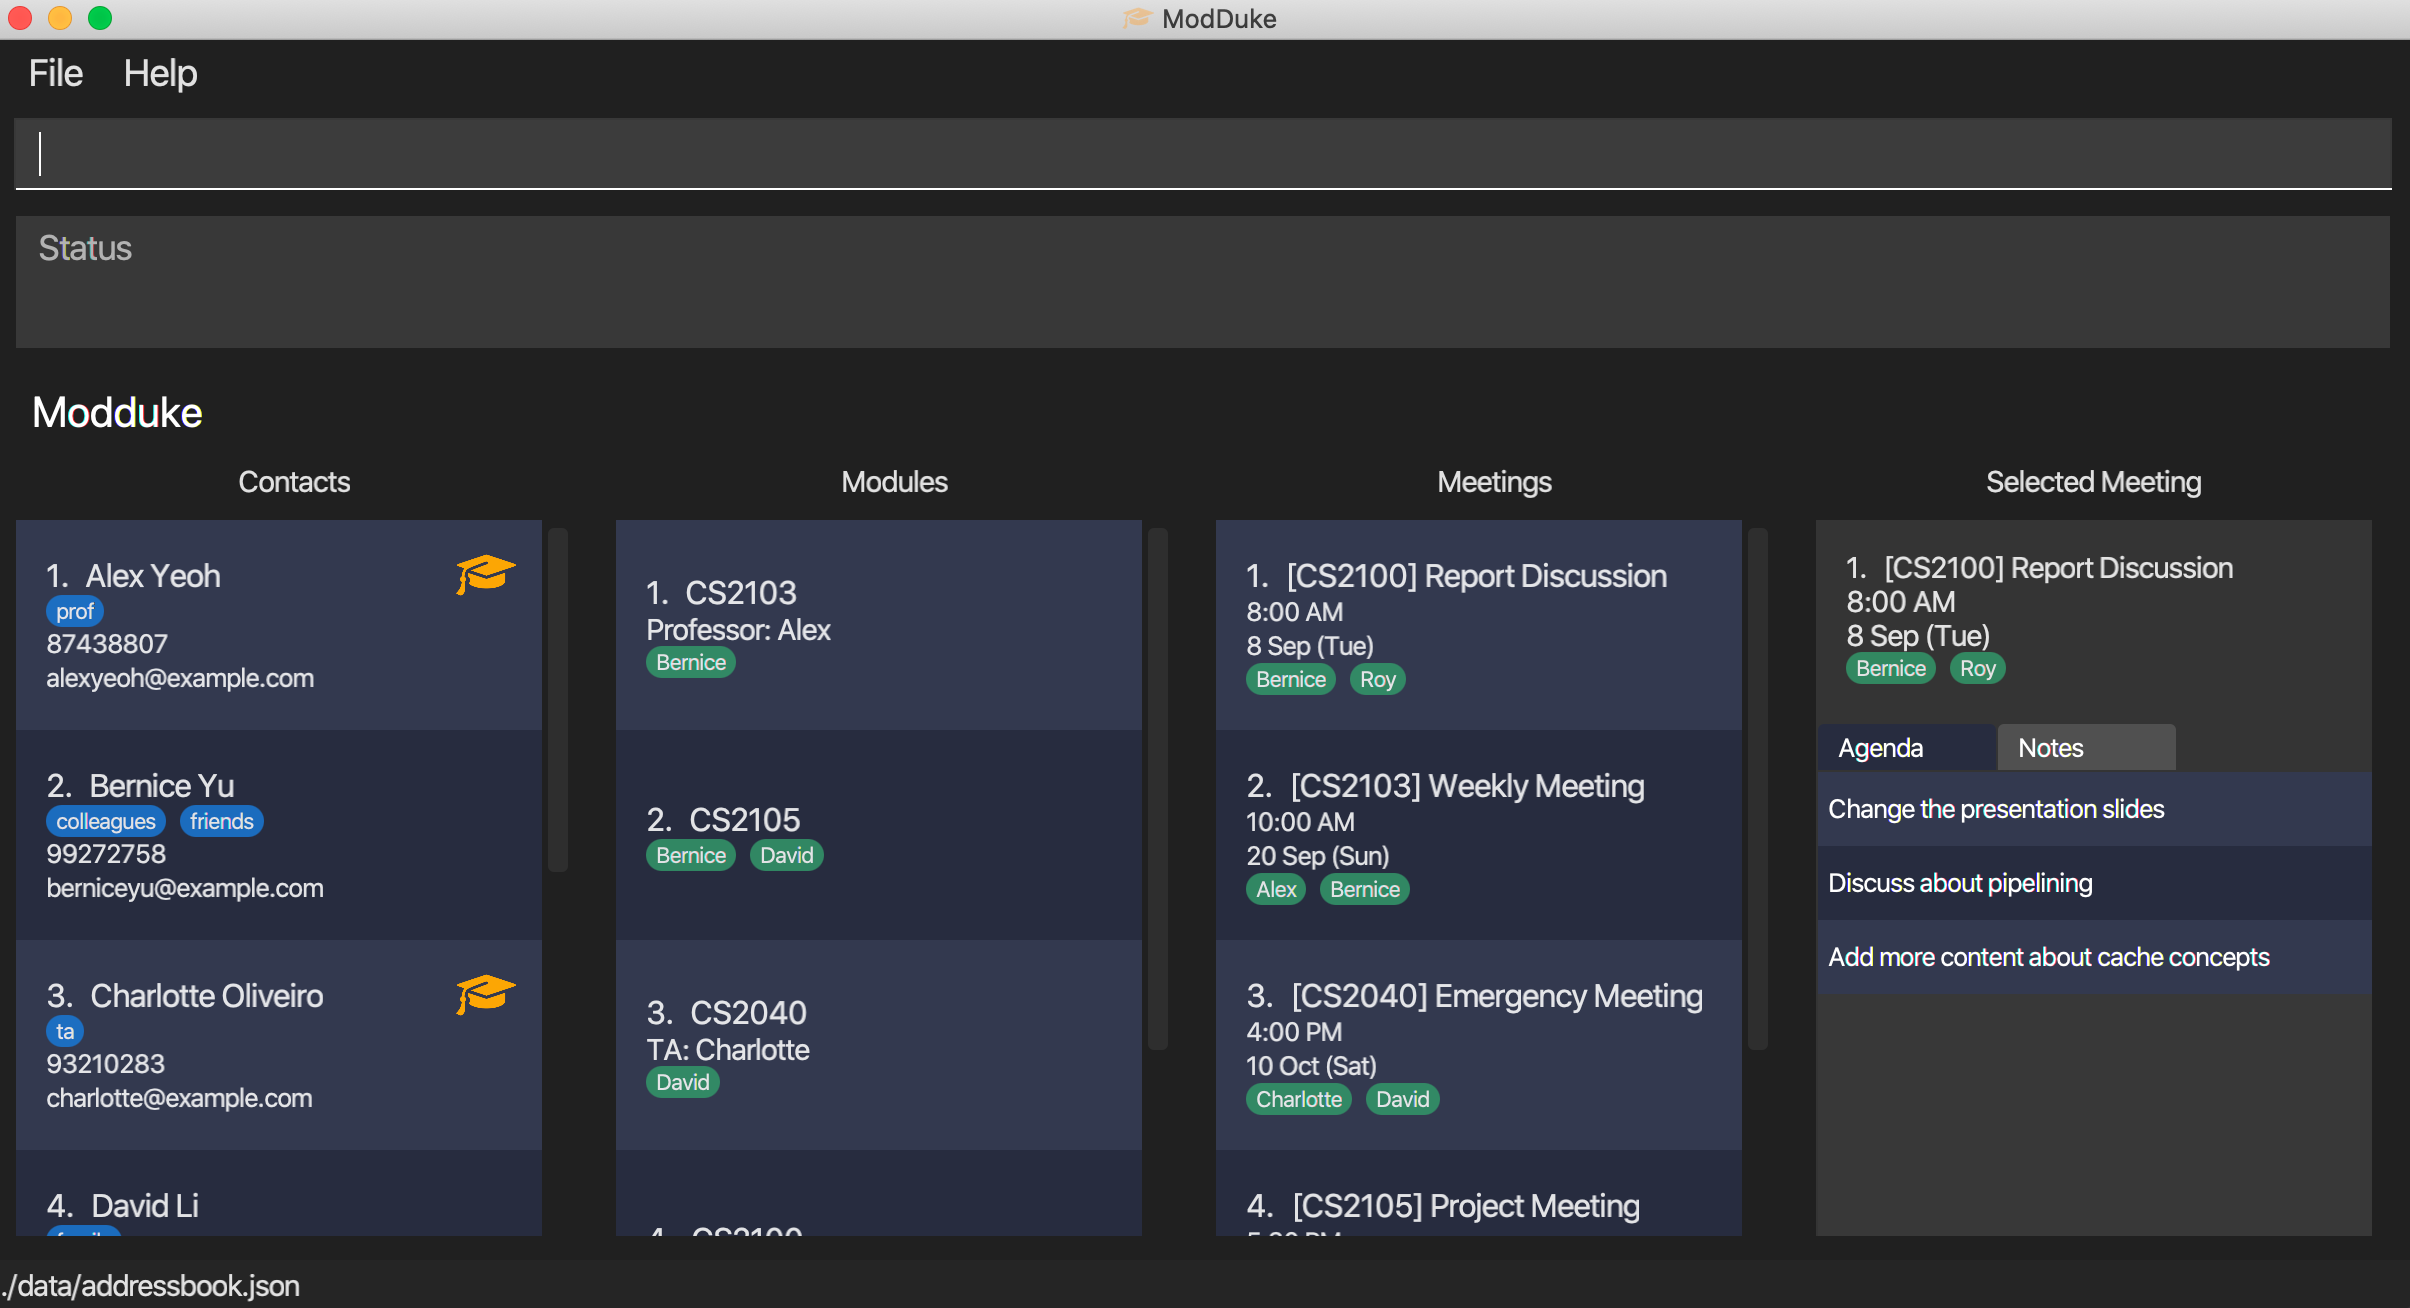 ModDuke
File Help
Status
Modduke
Contacts
1. Alex Yeoh
prof
87438807
alexyeoh@example.com
2. Bernice Yu
colleagues friends
99272758
berniceyu@example.com
3. Charlotte Oliveiro
ta
93210283
charlotte@example.com
4. David Li
Modules
1. CS2103
Professor: Alex
Bernice
2. CS2105
Bernice David
3. CS2040
TA: Charlotte
David
4. CS2100
Meetings
1. [CS2100] Report Discussion
8:00 AM
8 Sep (Tue)
Bernice Roy
2. [CS2103] Weekly Meeting
10:00 AM
20 Sep (Sun)
Alex Bernice
3. [CS2040] Emergency Meeting
4:00 PM
10 Oct (Sat)
Charlotte David
4. [CS2105] Project Meeting
Selected Meeting
1. [CS2100] Report Discussion
8:00 AM
8 Sep (Tue)
Bernice Roy
Agenda Notes
Change the presentation slides
Discuss about pipelining
Add more content about cache concepts
./data/addressbook.json